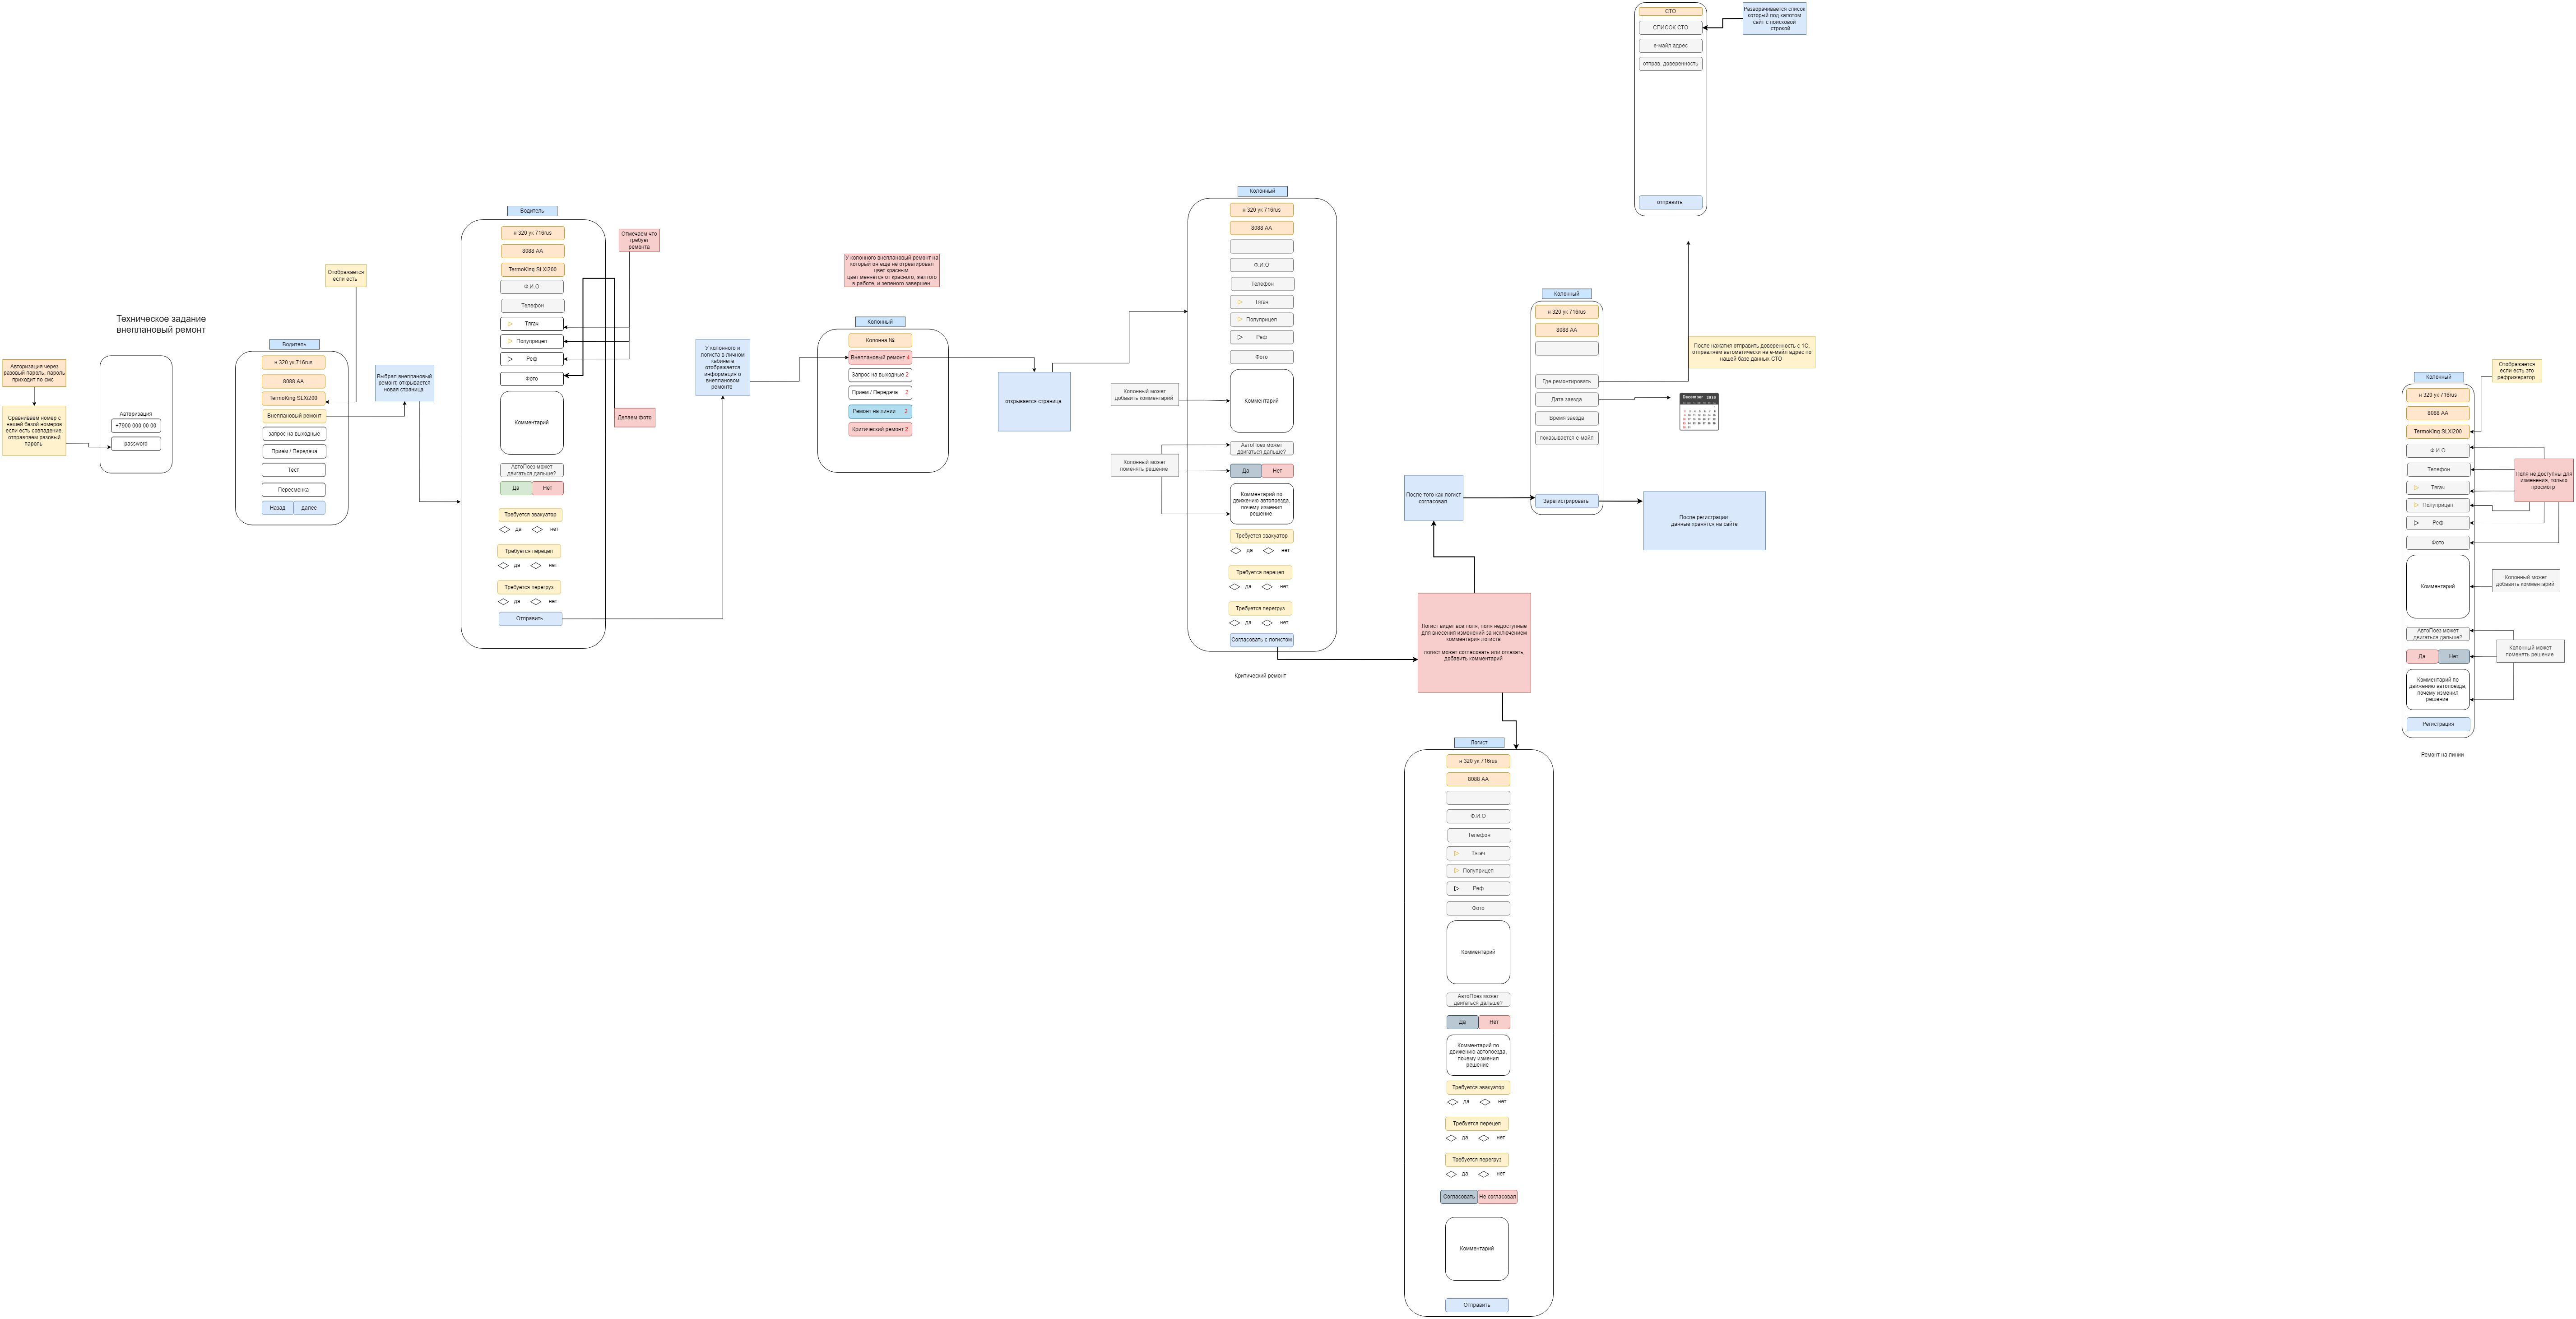 Техническое задание
внеплановый ремонт
Авторизация через
разовый пароль, пароль
приходит по смс
Сравниваем номер с
нашей базой номеров
если есть совпадение,
отправляем разовый
пароль
Авторизация
+7900 000 00 00
password
Водитель
н 320 ук 716rus
8088 АА
TermoKing SLXi200
Внеплановый ремонт
запрос на выходные
Прием / Передача
Тест
Пересменка
Назад
далее
Отображается
если есть
Выбрал внеплановый
ремонт, открывается
новая страница
Водитель
н 320 ук 716rus
8088 АА
TermoKing SLXi200
Ф.И.О
Телефон
Тягач
Полуприцеп
Реф
Фото
Комментарий
АвтоПоез может
двигаться дальше?
Да
Нет
Требуется эвакуатор
да
нет
Требуется перецеп
да
нет
Требуется перегруз
да
нет
Отправить
Отмечаем что
требует
ремонта
Делаем фото
У колонного и
логиста в личном
кабинете
отображается
информация о
внеплановом
ремонте
У колонного внеплановый ремонт на
который он еще не отреагировал
цвет красным
цвет меняется от красного, желтого
в работе, и зеленого завершен
Колонный
Колонна №
Внеплановый ремонт 4
Запрос на выходные 2
Прием / Передача 2
Ремонт на линии 2
Критический ремонт 2
открывается страница
Колонный может
добавить комментарий
Колонный может
поменять решение
Колонный
н 320 ук 716rus
8088 АА
Ф.И.О
Телефон
Тягач
Полуприцеп
Реф
Фото
Комментарий
АвтоПоез может
двигаться дальше?
Да
Нет
Комментарий по
движению автопоезда,
почему изменил
решение
Требуется эвакуатор
да
нет
Требуется перецеп
да
нет
Требуется перегруз
да
нет
Согласовать с логистом
Критический ремонт
Логист видет все поля, поля недоступные
для внесения изменений за исключением
комментария логиста
логист может согласовать или отказать,
добавить комментарий
После того как логист
согласовал
Логист
н 320 ук 716rus
8088 АА
Ф.И.О
Телефон
Тягач
Полуприцеп
Реф
Фото
Комментарий
АвтоПоез может
двигаться дальше?
Да
Нет
Комментарий по
движению автопоезда,
почему изменил
решение
Требуется эвакуатор
да
нет
Требуется перецеп
да
нет
Требуется перегруз
да
нет
Согласовать
Не согласовал
Комментарий
Отправить
Колонный
н 320 ук 716rus
8088 АА
Где ремонтировать
Дата заезда
Время заезда
показывается е-майл
Зарегистрировать
December 2018
После регистрации
данные хранятся на сайте
После нажатия отправить доверенность с 1С,
отправляем автоматически на е-майл адрес по
нашей базе данных СТО
СТО
СПИСОК СТО
е-майл адрес
отправ. доверенность
отправить
Разворачивается список
который под капотом
сайт с поисковой
строкой
Колонный
н 320 ук 716rus
8088 АА
TermoKing SLXi200
Ф.И.О
Телефон
Тягач
Полуприцеп
Реф
Фото
Комментарий
АвтоПоез может
двигаться дальше?
Да
Нет
Комментарий по
движению автопоезда,
почему изменил
решение
Регистрация
Ремонт на линии
Отображается
если есть это
рефрижератор
Поля не доступны для
изменения, только
просмотр
Колонный может
добавить комментарий
Колонный может
поменять решение